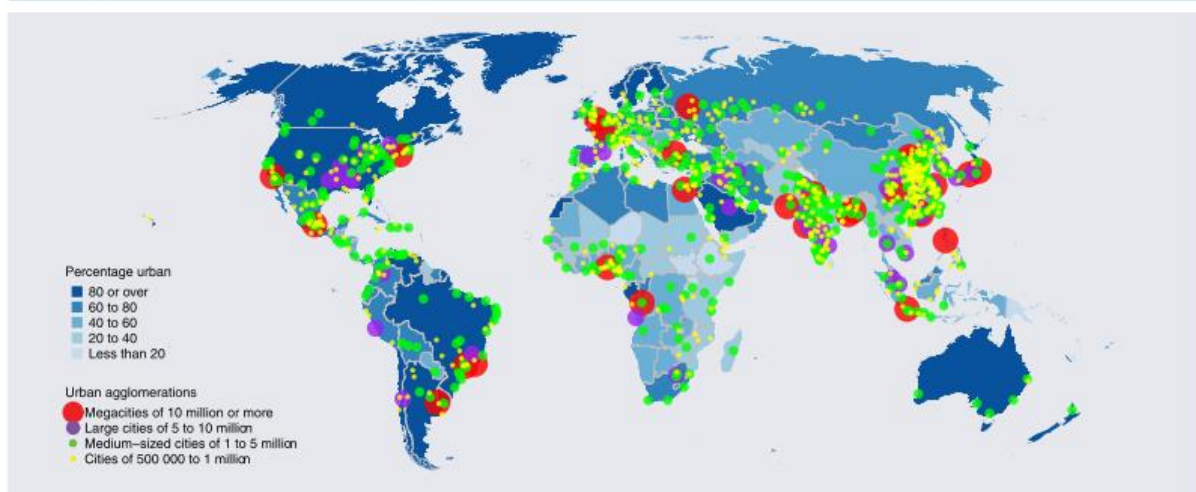 Percentage urban
80 or over
60 to 80
40 to 60
20 to 40
Less than 20
Urban agglomerations
Megacities of 10 million or more
Large cities of 5 to 10 million
Medium–sized cities of 1 to 5 million
Cities of 500 000 to 1 million